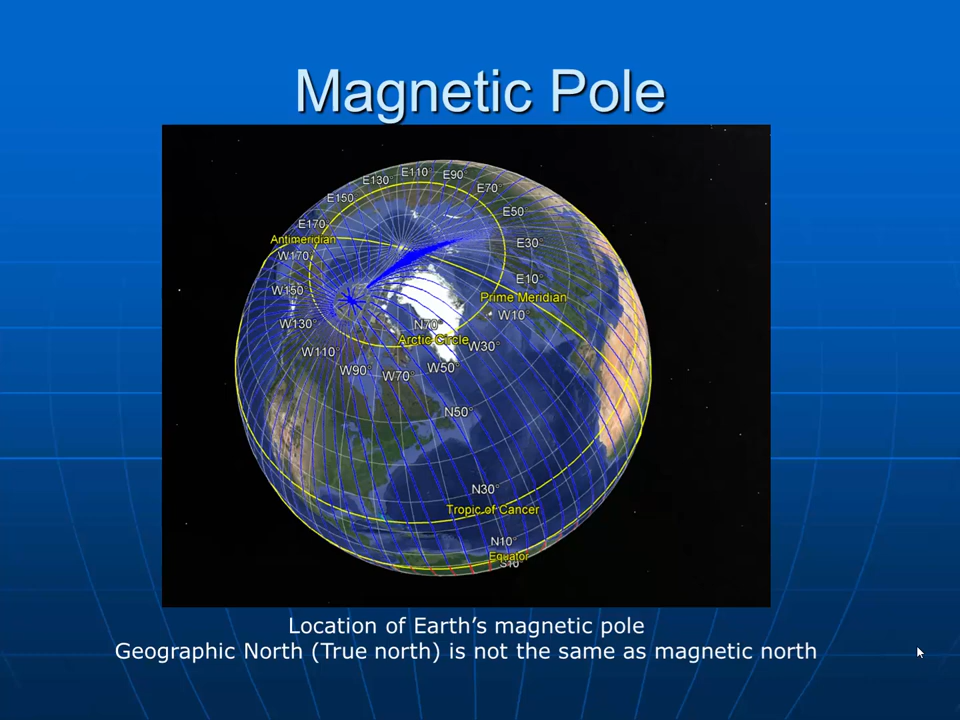 Magnetic Pole
E110°
E130°
E90°
E150°
E70°
E50°
E170°
Antimeridian
E30°
W170°
E10°
W150°
Prime Meridian
W10°
W130°
N70°
Arctic Circle
W30°
W110°
W50°
W90°
W70°
N50°
N30°
Tropic of Cancer
N10°
Equator
S10°
Location of Earth's magnetic pole
Geographic North (True north) is not the same as magnetic north